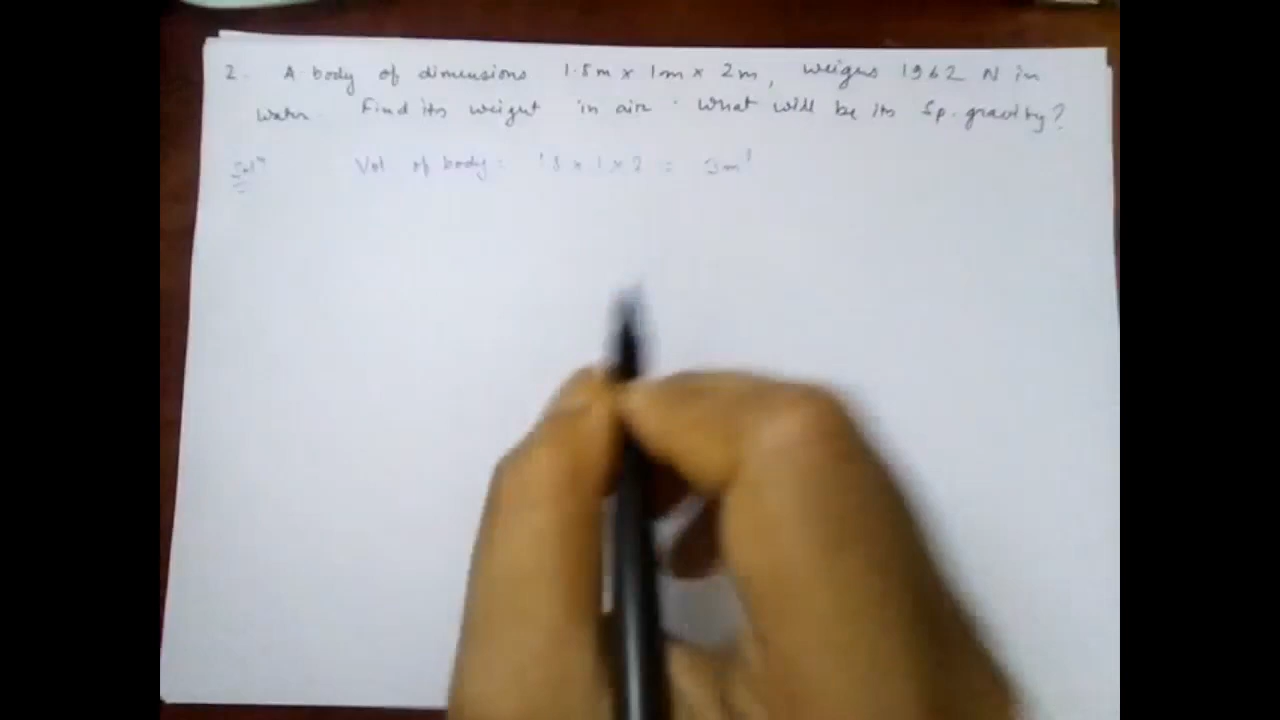 2. A body of dimensions 1.5m x 1m x 2m, weighs 1962 N in
water. Find its weight in air. What will be its Sp. gravity?
Solⁿ Vol of body: 1.5 x 1 x 2 = 3m³